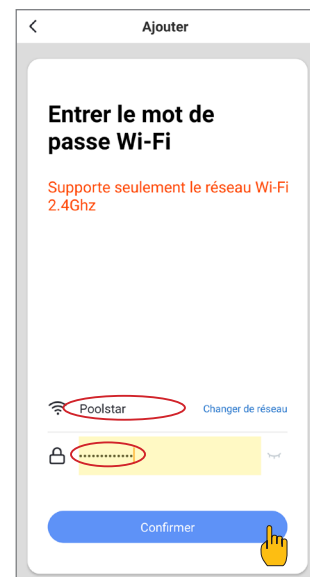 Ajouter
Entrer le mot de
passe Wi-Fi
Supporte seulement le réseau Wi-Fi
2.4Ghz
Poolstar
Changer de réseau
•••••••••••••
Confirmer